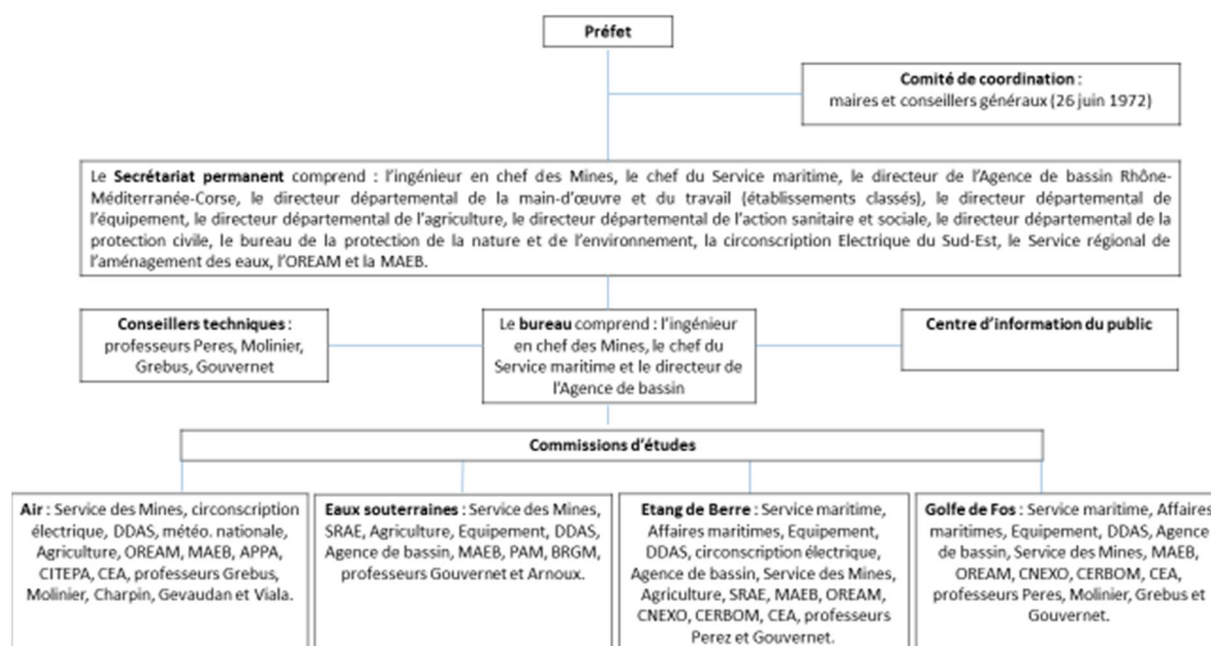 Préfet
Comité de coordination :
maires et conseillers généraux (26 juin 1972)
Le Secrétariat permanent comprend : l'ingénieur en chef des Mines, le chef du Service maritime, le directeur de l'Agence de bassin Rhône-
Méditerranée-Corse, le directeur départemental de la main-d'œuvre et du travail (établissements classés), le directeur départemental de
l'équipement, le directeur départemental de l'agriculture, le directeur départemental de l'action sanitaire et sociale, le directeur départemental de la
protection civile, le bureau de la protection de la nature et de l'environnement, la circonscription Electrique du Sud-Est, le Service régional de
l'aménagement des eaux, l'OREAM et la MAEB.
Conseillers techniques :
professeurs Peres, Molinier,
Grebus, Gouvernet
Le bureau comprend : l'ingénieur
en chef des Mines, le chef du
Service maritime et le directeur de
l'Agence de bassin
Centre d'information du public
Commissions d'études
Air : Service des Mines, circonscription
électrique, DDAS, météo. nationale,
Agriculture, OREAM, MAEB, APPA,
CITEPA, CEA, professeurs Grebus,
Molinier, Charpin, Gevaudan et Viala.
Eaux souterraines : Service des Mines,
SRAE, Agriculture, Equipement, DDAS,
Agence de bassin, MAEB, PAM, BRGM,
professeurs Gouvernet et Arnoux.
Etang de Berre : Service maritime,
Affaires maritimes, Equipement,
DDAS, circonscription électrique,
Agence de bassin, Service des Mines,
Agriculture, SRAE, MAEB, OREAM,
CNEXO, CERBOM, CEA, professeurs
Perez et Gouvernet.
Golfe de Fos : Service maritime, Affaires
maritimes, Equipement, DDAS, Agence
de bassin, Service des Mines, MAEB,
OREAM, CNEXO, CERBOM, CEA,
professeurs Peres, Molinier, Grebus et
Gouvernet.